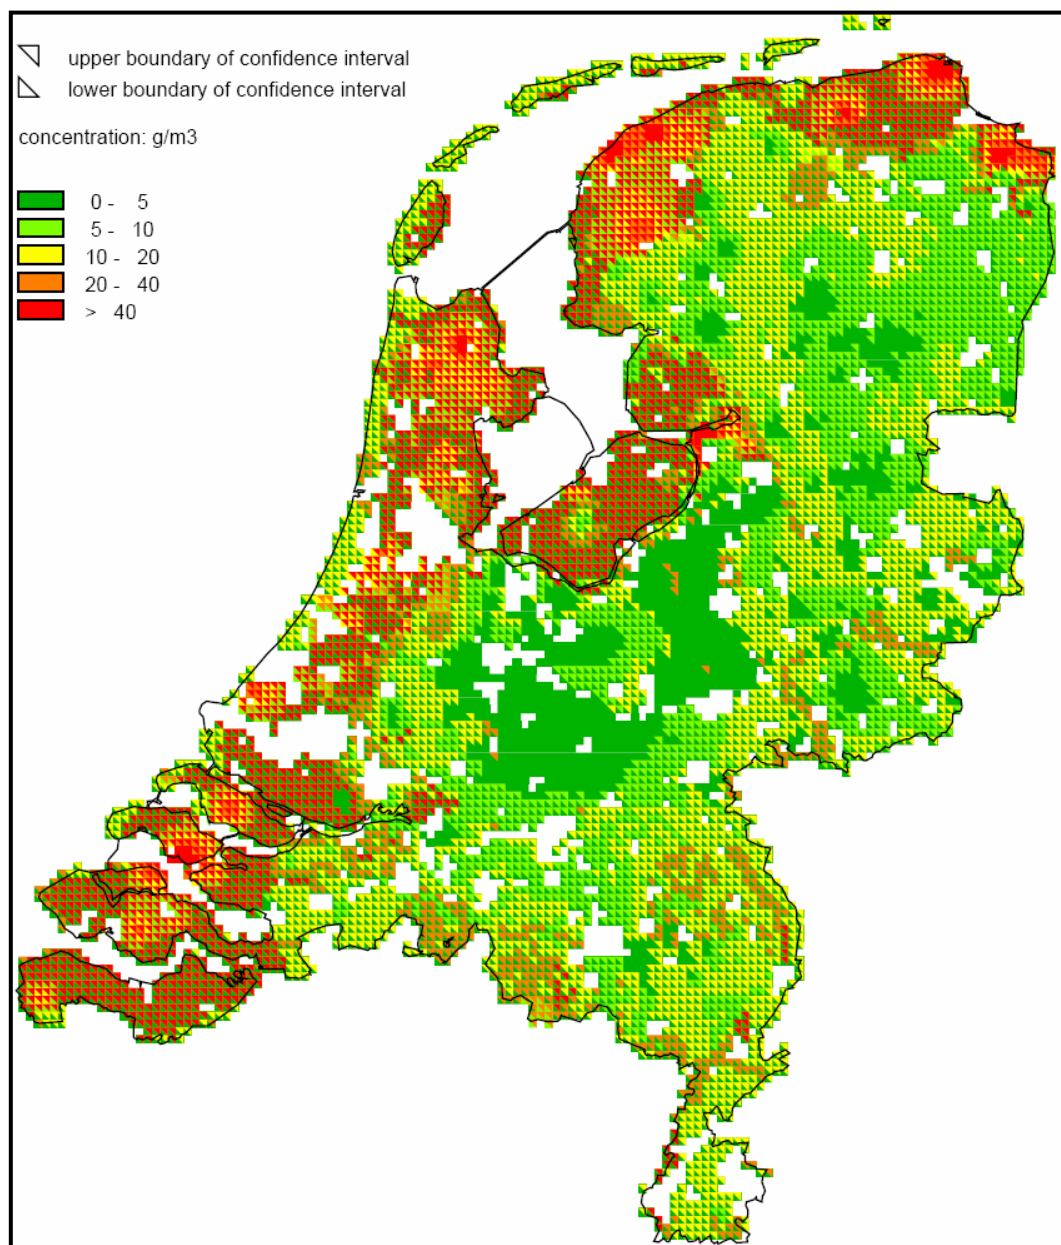 upper boundary of confidence interval
lower boundary of confidence interval
concentration: g/m3
0 - 5
5 - 10
10 - 20
20 - 40
> 40